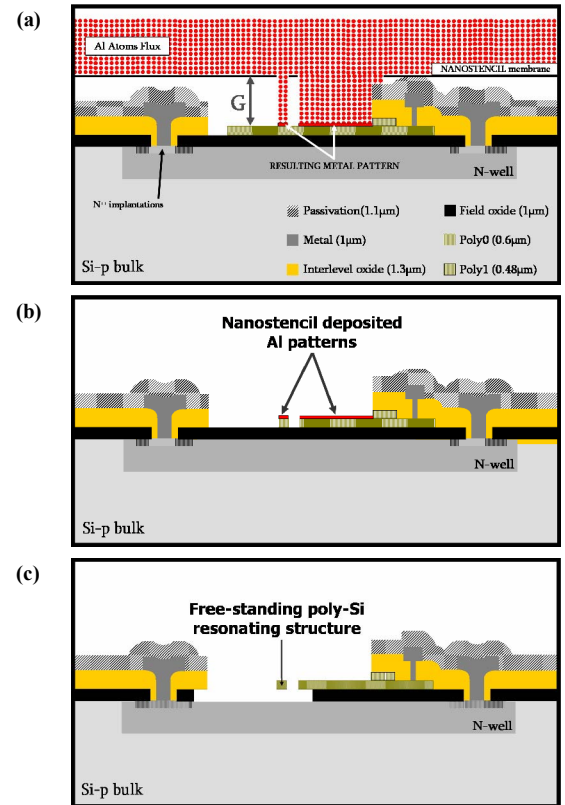 (a)
Al Atoms Flux
NANOSTENCIL membrane
G
RESULTING METAL PATTERN
N-well
N⁺⁺ implantations
Passivation (1.1µm)
Field oxide (1µm)
Metal (1µm)
Poly0 (0.6µm)
Interlevel oxide (1.3µm)
Poly1 (0.48µm)
Si-p bulk
(b)
Nanostencil deposited
Al patterns
N-well
Si-p bulk
(c)
Free-standing poly-Si
resonating structure
N-well
Si-p bulk